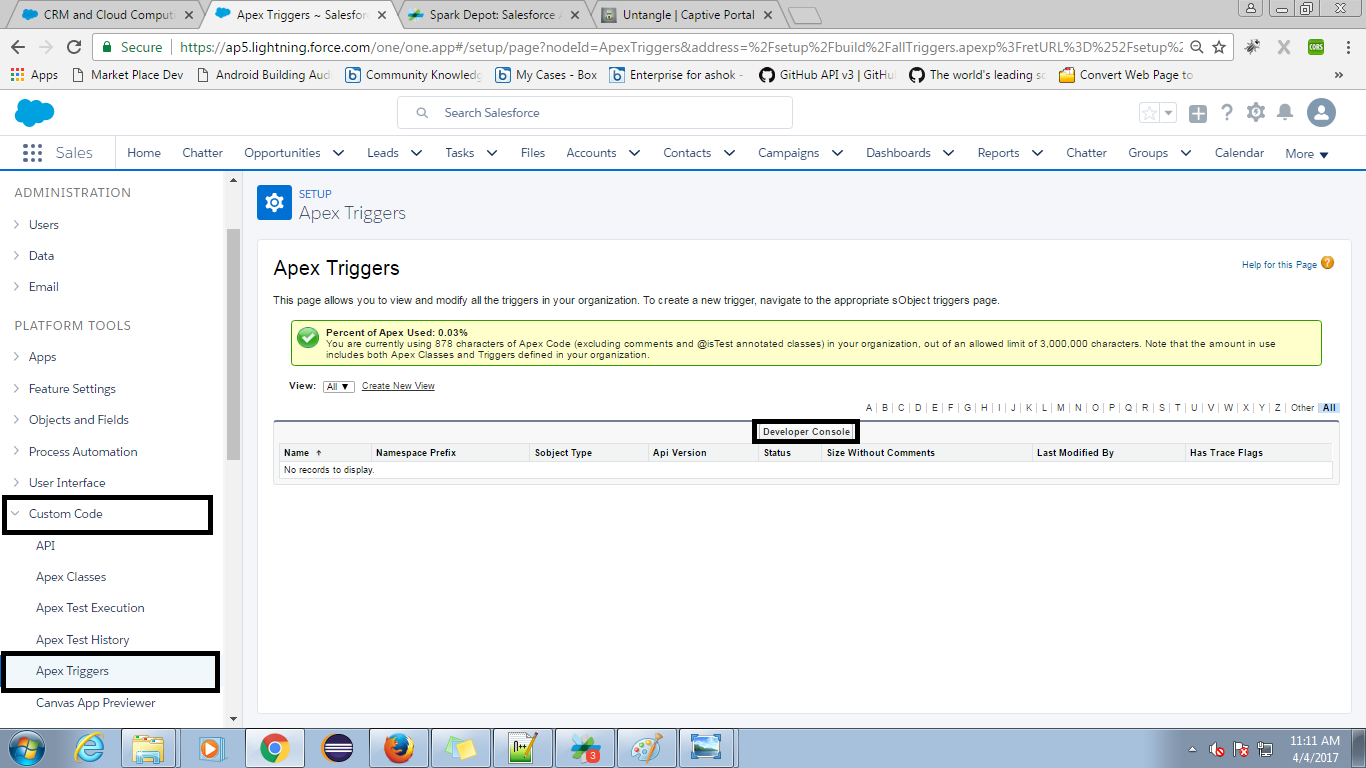 CRM and Cloud Computi
Apex Triggers ~ Salesforc
Spark Depot: Salesforce A
Untangle | Captive Portal
Secure
https://ap5.lightning.force.com/one/one.app#/setup/page?nodeId=ApexTriggers&address=%2Fsetup%2Fbuild%2FallTriggers.apexp%3FretURL%3D%252Fsetup%2
CORS
Apps
Market Place Dev
Android Building Aud
Community Knowledg
My Cases - Box
Enterprise for ashok -
GitHub API v3 | GitHu
The world's leading so
Convert Web Page to
»
Search Salesforce
Sales
Home
Chatter
Opportunities
Leads
Tasks
Files
Accounts
Contacts
Campaigns
Dashboards
Reports
Chatter
Groups
Calendar
More
ADMINISTRATION
Users
Data
Email
PLATFORM TOOLS
Apps
Feature Settings
Objects and Fields
Process Automation
User Interface
Custom Code
API
Apex Classes
Apex Test Execution
Apex Test History
Apex Triggers
Canvas App Previewer
SETUP
Apex Triggers
Apex Triggers
Help for this Page ?
This page allows you to view and modify all the triggers in your organization. To create a new trigger, navigate to the appropriate sObject triggers page.
Percent of Apex Used: 0.03%
You are currently using 878 characters of Apex Code (excluding comments and @isTest annotated classes) in your organization, out of an allowed limit of 3,000,000 characters. Note that the amount in use
includes both Apex Classes and Triggers defined in your organization.
View: All Create New View
A | B | C | D | E | F | G | H | I | J | K | L | M | N | O | P | Q | R | S | T | U | V | W | X | Y | Z | Other All
Developer Console
Name Namespace Prefix Sobject Type Api Version Status Size Without Comments Last Modified By Has Trace Flags
No records to display.
3
11:11 AM
4/4/2017